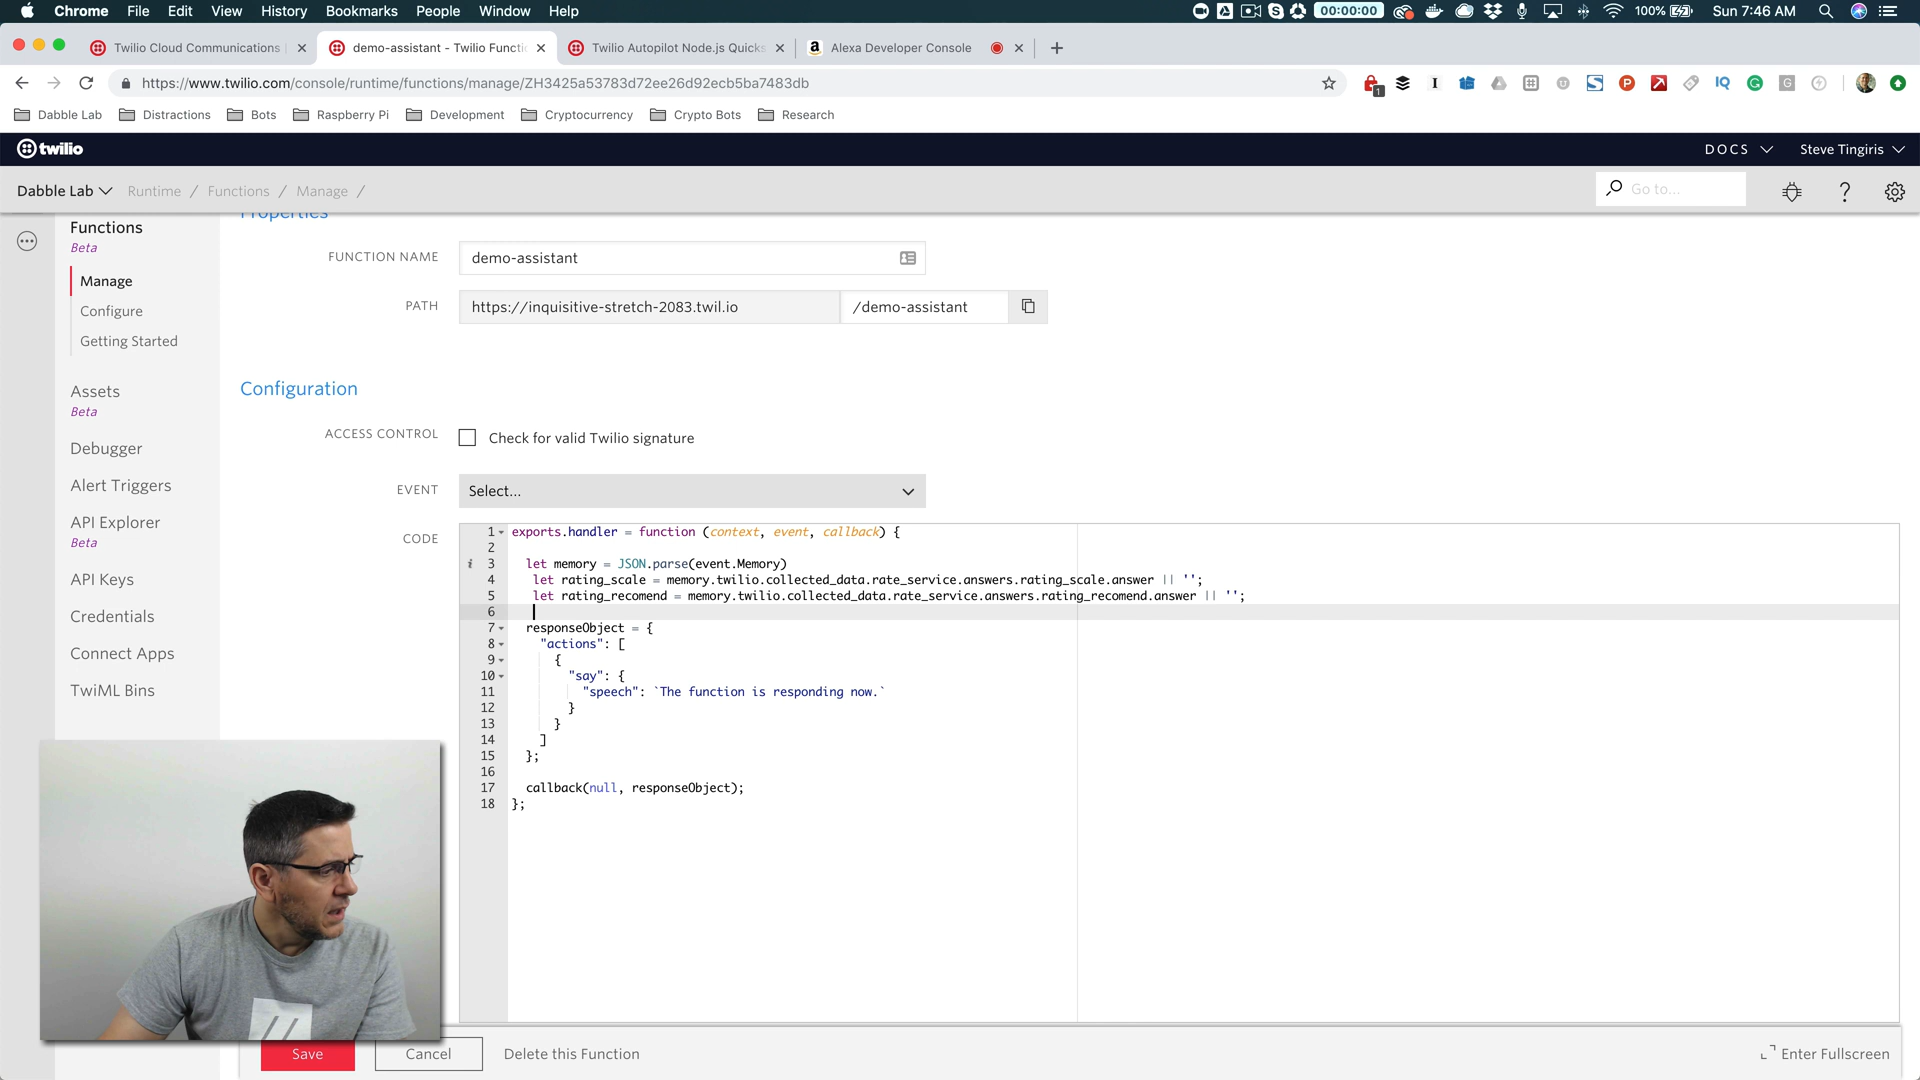 Chrome File Edit View History Bookmarks People Window Help 00:00:00 100% Sun 7:46 AM
Twilio Cloud Communications demo-assistant - Twilio Functi Twilio Autopilot Node.js Quicks Alexa Developer Console
https://www.twilio.com/console/runtime/functions/manage/ZH3425a53783d72ee26d92ecb5ba7483db
Dabble Lab Distractions Bots Raspberry Pi Development Cryptocurrency Crypto Bots Research
twilio DOCS Steve Tingiris
Dabble Lab Runtime / Functions / Manage / Go to...
Functions
Beta
Manage
Configure
Getting Started
Assets
Beta
Debugger
Alert Triggers
API Explorer
Beta
API Keys
Credentials
Connect Apps
TwiML Bins
Properties
FUNCTION NAME demo-assistant
PATH https://inquisitive-stretch-2083.twil.io /demo-assistant
Configuration
ACCESS CONTROL Check for valid Twilio signature
EVENT Select...
CODE
1 exports.handler = function (context, event, callback) {
2
3 let memory = JSON.parse(event.Memory)
4 let rating_scale = memory.twilio.collected_data.rate_service.answers.rating_scale.answer || '';
5 let rating_recomend = memory.twilio.collected_data.rate_service.answers.rating_recomend.answer || '';
6
7 responseObject = {
8 "actions": [
9 {
10 "say": {
11 "speech": `The function is responding now.`
12 }
13 }
14 ]
15 };
16
17 callback(null, responseObject);
18 };
Save Cancel Delete this Function Enter Fullscreen